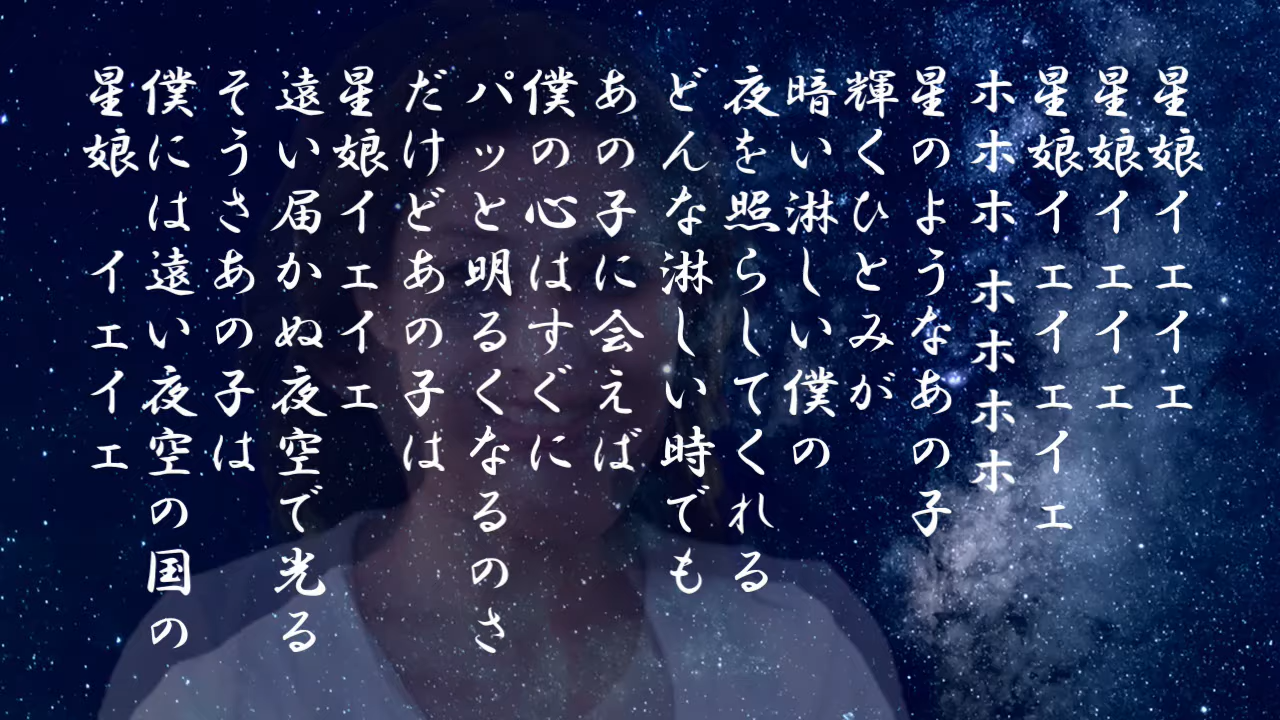 星娘イェイェ
星娘イェイェ
星娘イェイェイェ
ホホホ ホホホホ
星のようなあの子
輝くひとみが
暗い淋しい僕の
夜を照らしてくれる
どんな淋しい時でも
あの子に会えば
僕の心はすぐに
パッと明るくなるのさ
だけどあの子は
星娘イェイェ
遠い届かぬ夜空で光る
そうさあの子は
僕には遠い夜空の国の
星娘 イェイェ